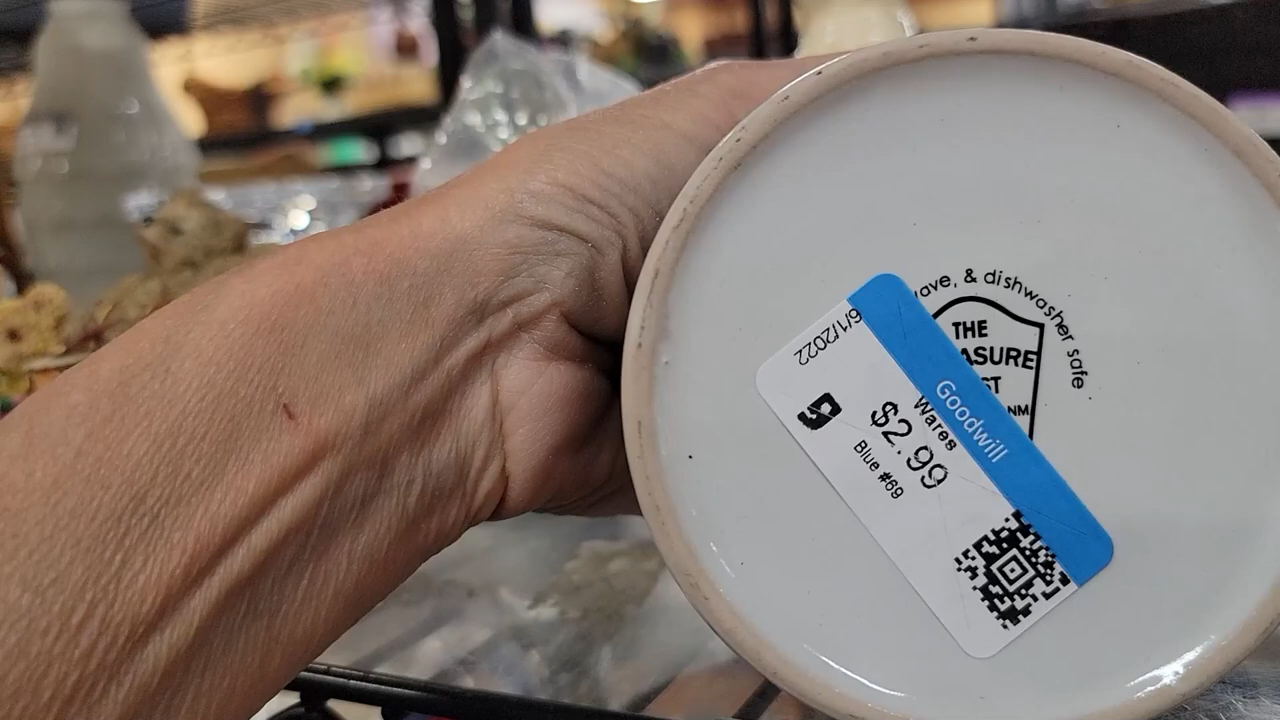 ave, & dishwasher safe
THE
ASURE
ST
NM
6/1/2022
Goodwill
Wares
$2.99
Blue #69